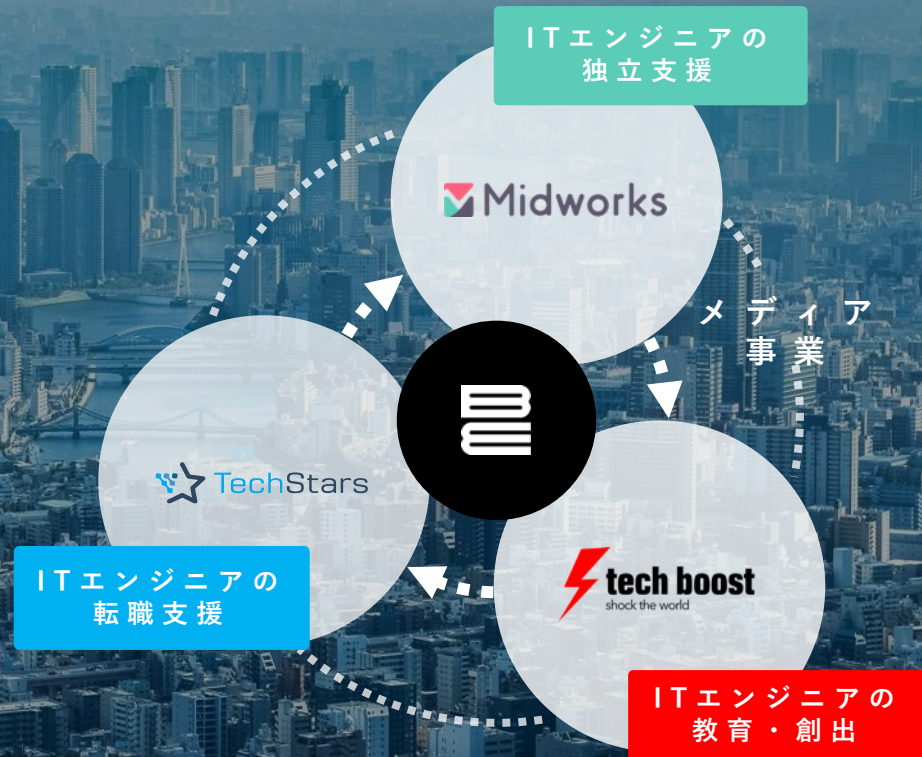 ITエンジニアの
独立支援
Midworks
メディア
事業
TechStars
tech boost
shock the world
ITエンジニアの
転職支援
ITエンジニアの
教育・創出